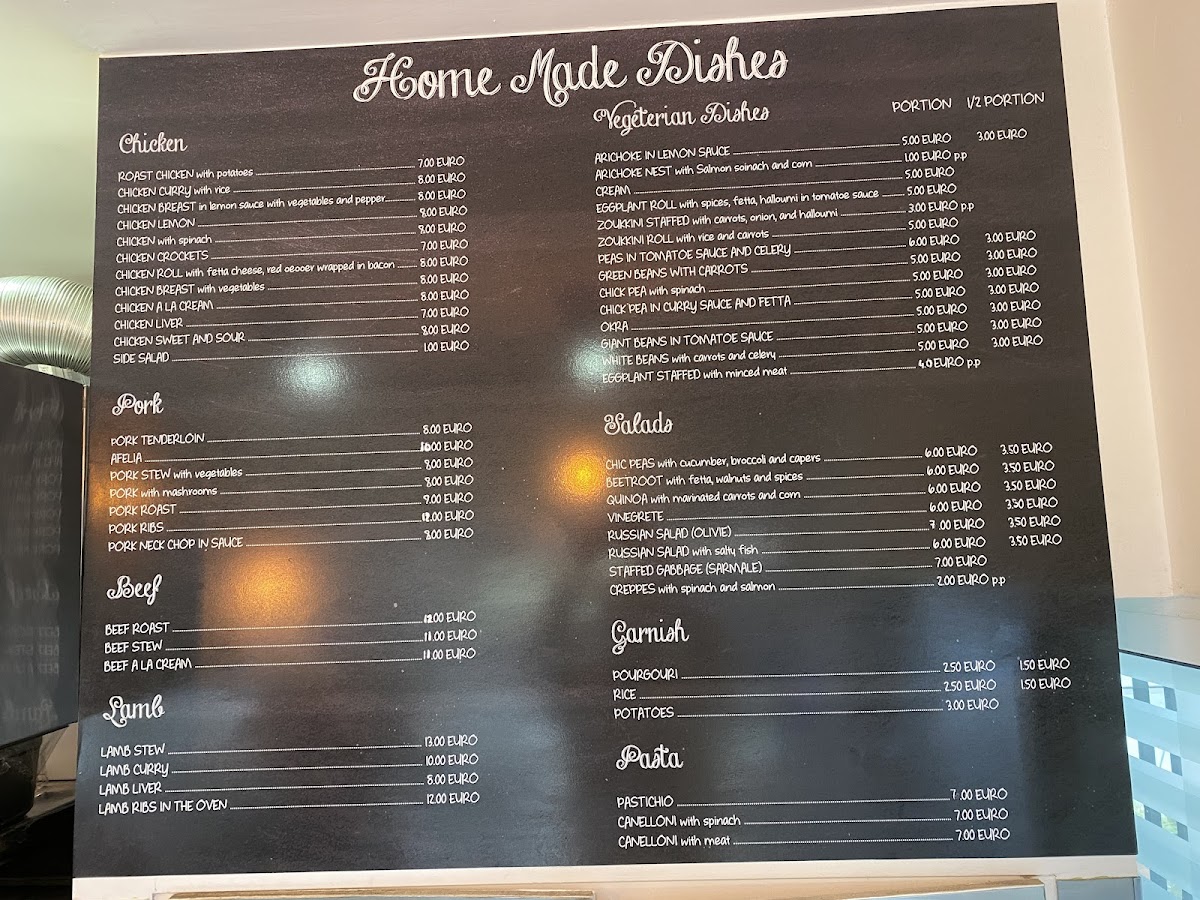 Home Made Dishes
Chicken
ROAST CHICKEN with potatoes 7.00 EURO
CHICKEN CURRY with rice 8.00 EURO
CHICKEN BREAST in lemon sauce with vegetables and pepper 8.00 EURO
CHICKEN LEMON 8.00 EURO
CHICKEN with spinach 8.00 EURO
CHICKEN CROCKETS 7.00 EURO
CHICKEN ROLL with fetta cheese, red oeooer wrapped in bacon 8.00 EURO
CHICKEN BREAST with vegetables 8.00 EURO
CHICKEN A LA CREAM 8.00 EURO
CHICKEN LIVER 7.00 EURO
CHICKEN SWEET AND SOUR 8.00 EURO
SIDE SALAD 1.00 EURO
Pork
PORK TENDERLOIN 8.00 EURO
AFELIA 10.00 EURO
PORK STEW with vegetables 8.00 EURO
PORK with mashrooms 8.00 EURO
PORK ROAST 9.00 EURO
PORK RIBS 12.00 EURO
PORK NECK CHOP IN SAUCE 8.00 EURO
Beef
BEEF ROAST 12.00 EURO
BEEF STEW 11.00 EURO
BEEF A LA CREAM 11.00 EURO
Lamb
LAMB STEW 13.00 EURO
LAMB CURRY 10.00 EURO
LAMB LIVER 8.00 EURO
LAMB RIBS IN THE OVEN 12.00 EURO
Vegeterian Dishes PORTION 1/2 PORTION
ARICHOKE IN LEMON SAUCE 5.00 EURO 3.00 EURO
ARICHOKE NEST with Salmon soinach and corn 1.00 EURO p.p
CREAM 5.00 EURO
EGGPLANT ROLL with spices, fetta, halloumi in tomatoe sauce 5.00 EURO
ZOUKKINI STAFFED with carrots, onion, and halloumi 3.00 EURO p.p
ZOUKKINI ROLL with rice and carrots 5.00 EURO
PEAS IN TOMATOE SAUCE AND CELERY 6.00 EURO 3.00 EURO
GREEN BEANS WITH CARROTS 5.00 EURO 3.00 EURO
CHICK PEA with spinach 5.00 EURO 3.00 EURO
CHICK PEA IN CURRY SAUCE AND FETTA 5.00 EURO 3.00 EURO
OKRA 5.00 EURO 3.00 EURO
GIANT BEANS IN TOMATOE SAUCE 5.00 EURO 3.00 EURO
WHITE BEANS with carrots and celery 5.00 EURO 3.00 EURO
EGGPLANT STAFFED with minced meat 4.0 EURO p.p
Salads
CHIC PEAS with cucumber, broccoli and capers 6.00 EURO 3.50 EURO
BEETROOT with fetta, walnuts and spices 6.00 EURO 3.50 EURO
QUINOA with marinated carrots and corn 6.00 EURO 3.50 EURO
VINEGRETE 6.00 EURO 3.50 EURO
RUSSIAN SALAD (OLIVIE) 7.00 EURO 3.50 EURO
RUSSIAN SALAD with salty fish 6.00 EURO 3.50 EURO
STAFFED GABBAGE (SARMALE) 7.00 EURO
CREPPES with spinach and salmon 2.00 EURO p.p
Garnish
POURGOURI 2.50 EURO 1.50 EURO
RICE 2.50 EURO 1.50 EURO
POTATOES 3.00 EURO
Pasta
PASTICHIO 7.00 EURO
CANELLONI with spinach 7.00 EURO
CANELLONI with meat 7.00 EURO